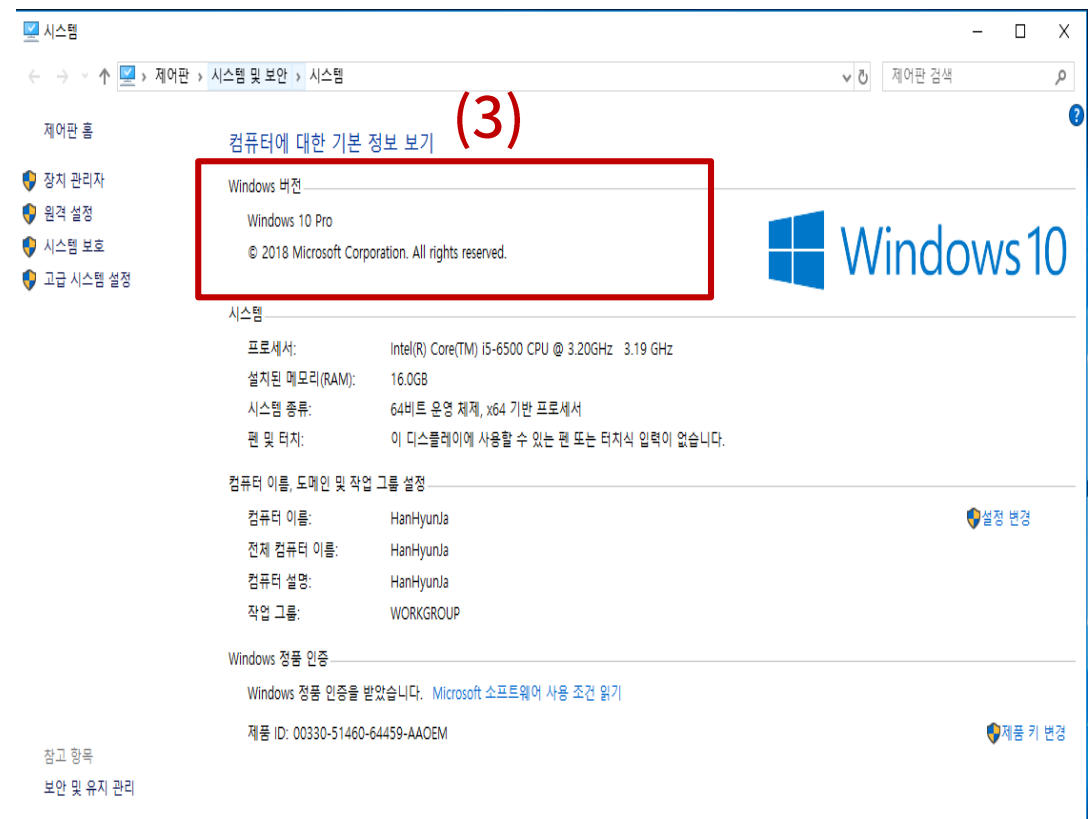 시스템
제어판 › 시스템 및 보안 › 시스템
제어판 검색
(3)
제어판 홈
장치 관리자
원격 설정
시스템 보호
고급 시스템 설정
컴퓨터에 대한 기본 정보 보기
Windows 버전
Windows 10 Pro
© 2018 Microsoft Corporation. All rights reserved.
Windows 10
시스템
프로세서: Intel(R) Core(TM) i5-6500 CPU @ 3.20GHz 3.19 GHz
설치된 메모리(RAM): 16.0GB
시스템 종류: 64비트 운영 체제, x64 기반 프로세서
펜 및 터치: 이 디스플레이에 사용할 수 있는 펜 또는 터치식 입력이 없습니다.
컴퓨터 이름, 도메인 및 작업 그룹 설정
컴퓨터 이름: HanHyunJa 설정 변경
전체 컴퓨터 이름: HanHyunJa
컴퓨터 설명: HanHyunJa
작업 그룹: WORKGROUP
Windows 정품 인증
Windows 정품 인증을 받았습니다. Microsoft 소프트웨어 사용 조건 읽기
제품 ID: 00330-51460-64459-AAOEM 제품 키 변경
참고 항목
보안 및 유지 관리